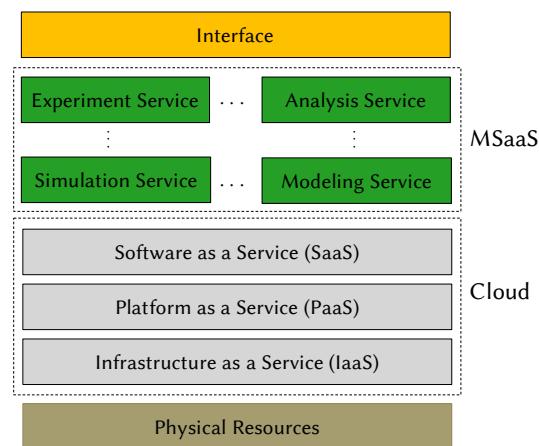 Interface
Experiment Service . . . Analysis Service
MSaaS
Simulation Service . . . Modeling Service
Software as a Service (SaaS)
Cloud
Platform as a Service (PaaS)
Infrastructure as a Service (IaaS)
Physical Resources